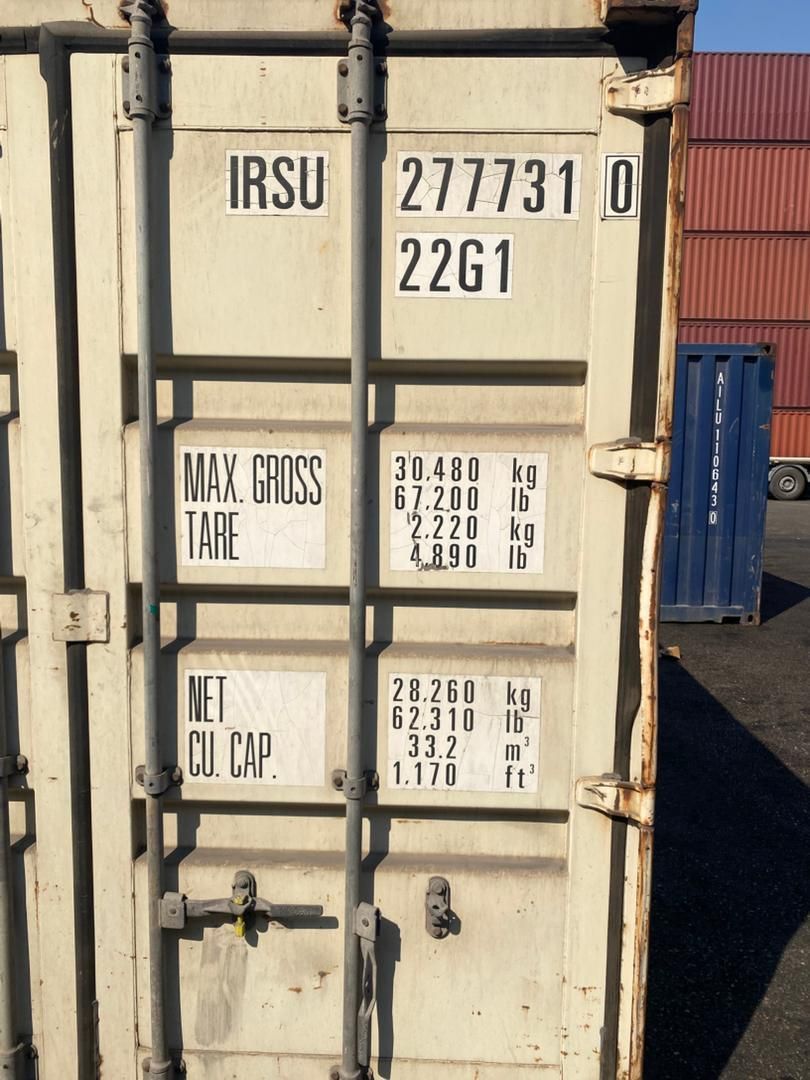 IRSU 277731 0
22G1
MAX. GROSS 30,480 kg
67,200 lb
TARE 2,220 kg
4,890 lb
NET 28,260 kg
62,310 lb
CU. CAP. 33.2 m³
1,170 ft³
AILU 110643 0